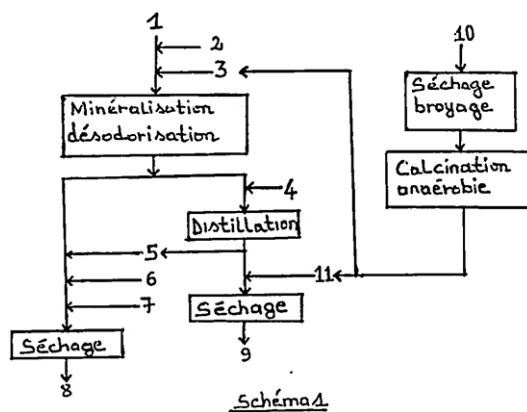 1
2
3
Minéralisation
désodorisation
4
Distillation
5
6
7
Séchage
8
11
Séchage
9
10
Séchage
broyage
Calcination
anaérobie
Schéma1